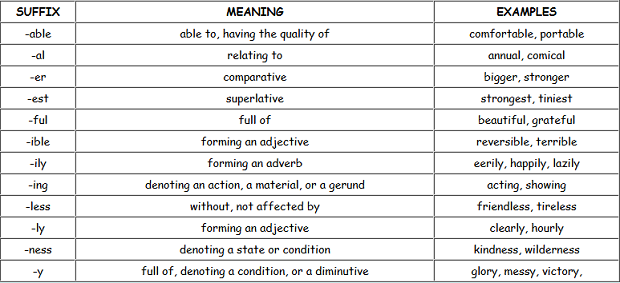 SUFFIX MEANING EXAMPLES
-able able to, having the quality of comfortable, portable
-al relating to annual, comical
-er comparative bigger, stronger
-est superlative strongest, tiniest
-ful full of beautiful, grateful
-ible forming an adjective reversible, terrible
-ily forming an adverb eerily, happily, lazily
-ing denoting an action, a material, or a gerund acting, showing
-less without, not affected by friendless, tireless
-ly forming an adjective clearly, hourly
-ness denoting a state or condition kindness, wilderness
-y full of, denoting a condition, or a diminutive glory, messy, victory,